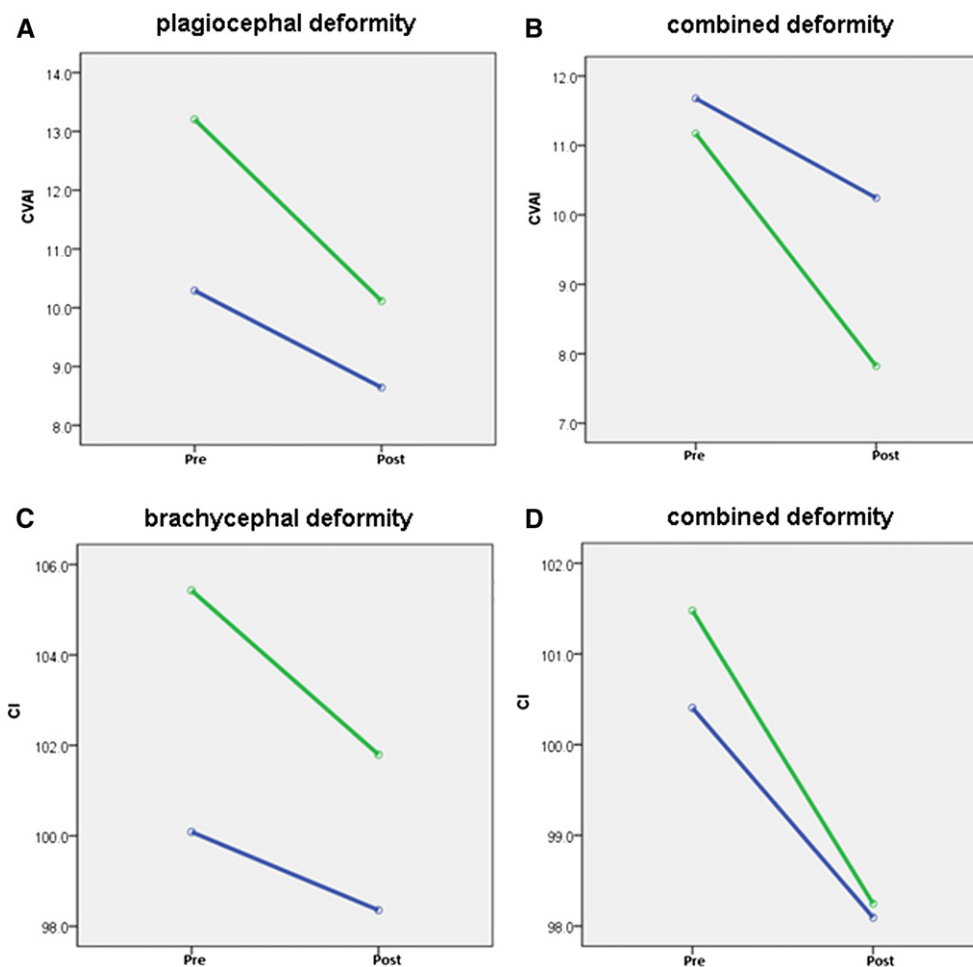 A
plagiocephal deformity
14.0
13.0
12.0
11.0
10.0
9.0
8.0
CVAI
Pre
Post
B
combined deformity
12.0
11.0
10.0
9.0
8.0
7.0
CVAI
Pre
Post
C
brachycephal deformity
106.0
104.0
102.0
100.0
98.0
CI
Pre
Post
D
combined deformity
102.0
101.0
100.0
99.0
98.0
CI
Pre
Post